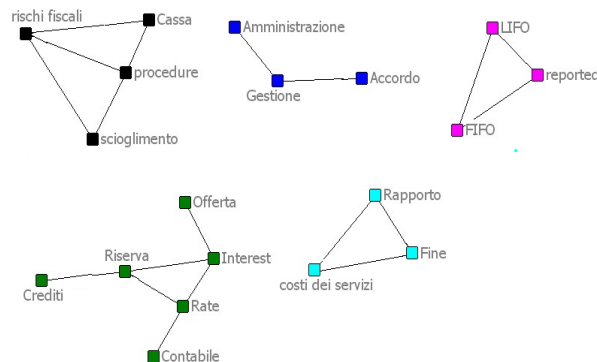 rischi fiscali
Cassa
procedure
scioglimento
Amministrazione
Gestione
Accordo
LIFO
reported
FIFO
Offerta
Riserva
Interest
Crediti
Rate
Contabile
Rapporto
Fine
costi dei servizi